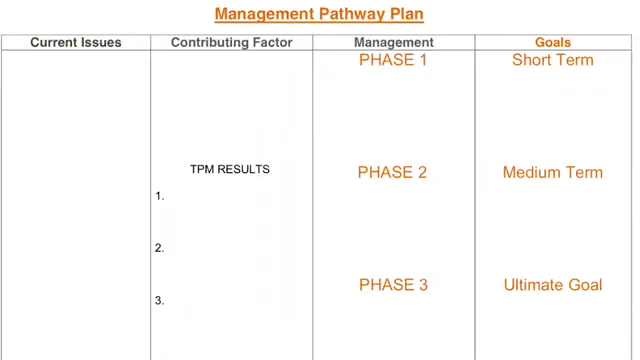 Management Pathway Plan
Current Issues
Contributing Factor
Management
Goals
PHASE 1
Short Term
TPM RESULTS
PHASE 2
Medium Term
1.
2.
PHASE 3
Ultimate Goal
3.